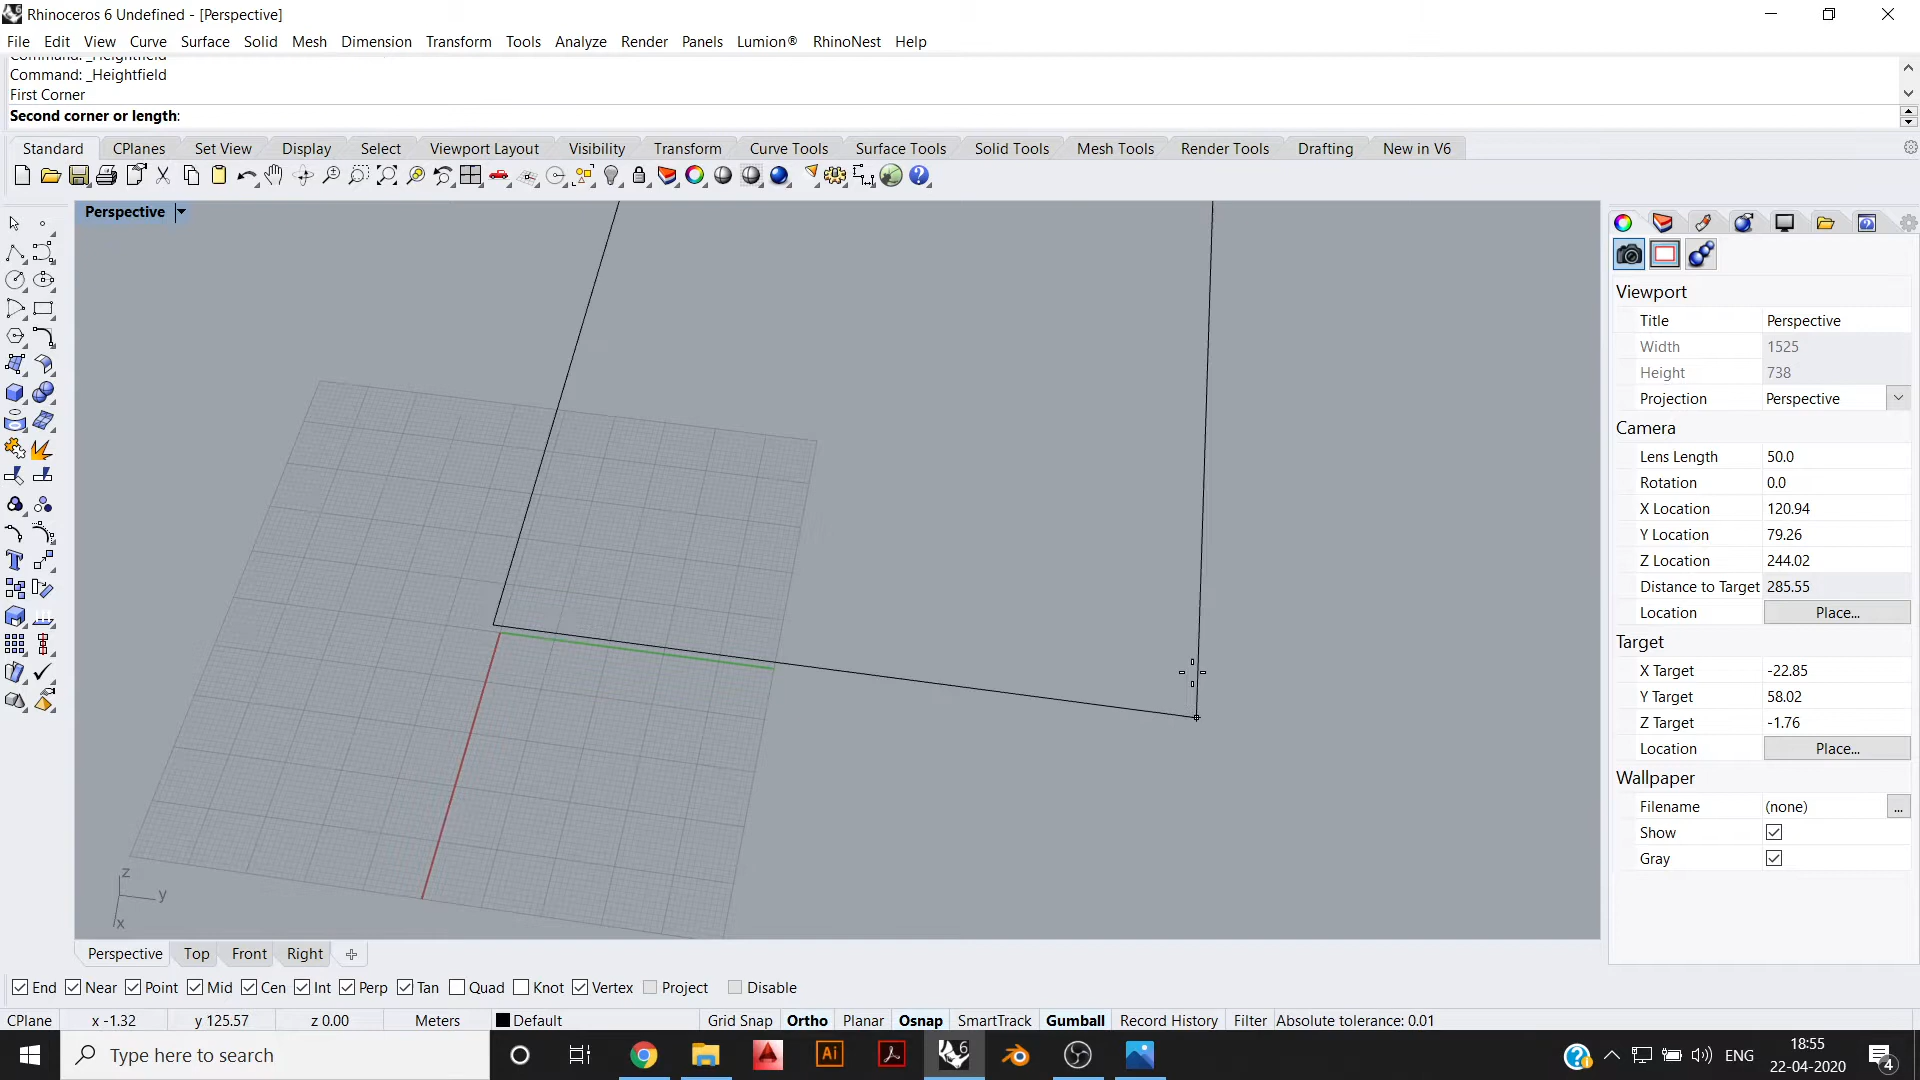 Rhinoceros 6 Undefined - [Perspective]
File Edit View Curve Surface Solid Mesh Dimension Transform Tools Analyze Render Panels Lumion® RhinoNest Help
Command: _Heightfield
Command: _Heightfield
First Corner
Second corner or length:
Standard CPlanes Set View Display Select Viewport Layout Visibility Transform Curve Tools Surface Tools Solid Tools Mesh Tools Render Tools Drafting New in V6
Perspective
Viewport
Title Perspective
Width 1525
Height 738
Projection Perspective
Camera
Lens Length 50.0
Rotation 0.0
X Location 120.94
Y Location 79.26
Z Location 244.02
Distance to Target 285.55
Location Place...
Target
X Target -22.85
Y Target 58.02
Z Target -1.76
Location Place...
Wallpaper
Filename (none) ...
Show
Gray
z
y
x
Perspective Top Front Right
End Near Point Mid Cen Int Perp Tan Quad Knot Vertex Project Disable
CPlane x -1.32 y 125.57 z 0.00 Meters Default Grid Snap Ortho Planar Osnap SmartTrack Gumball Record History Filter Absolute tolerance: 0.01
Type here to search
Ai
6
ENG
18:55
22-04-2020
4